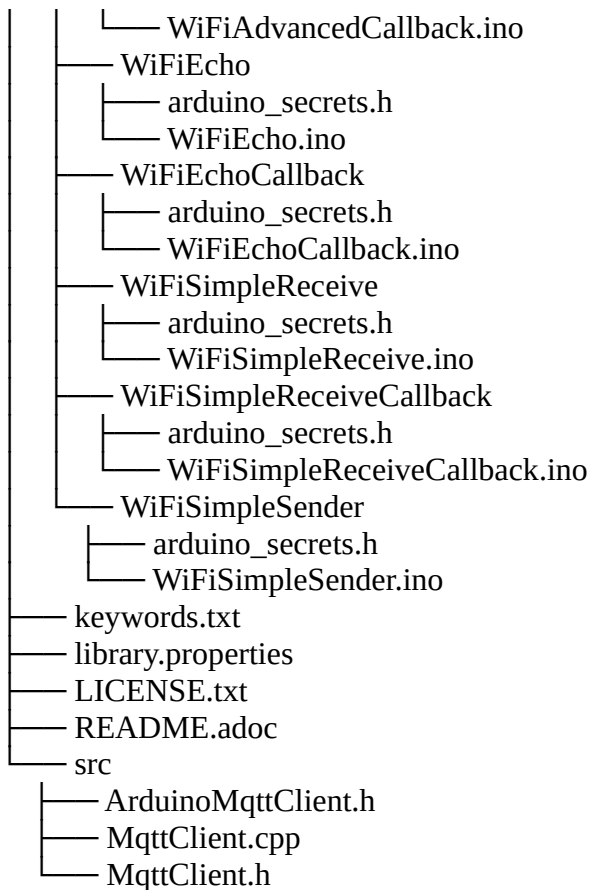 WiFiAdvancedCallback.ino
WiFiEcho
arduino_secrets.h
WiFiEcho.ino
WiFiEchoCallback
arduino_secrets.h
WiFiEchoCallback.ino
WiFiSimpleReceive
arduino_secrets.h
WiFiSimpleReceive.ino
WiFiSimpleReceiveCallback
arduino_secrets.h
WiFiSimpleReceiveCallback.ino
WiFiSimpleSender
arduino_secrets.h
WiFiSimpleSender.ino
keywords.txt
library.properties
LICENSE.txt
README.adoc
src
ArduinoMqttClient.h
MqttClient.cpp
MqttClient.h